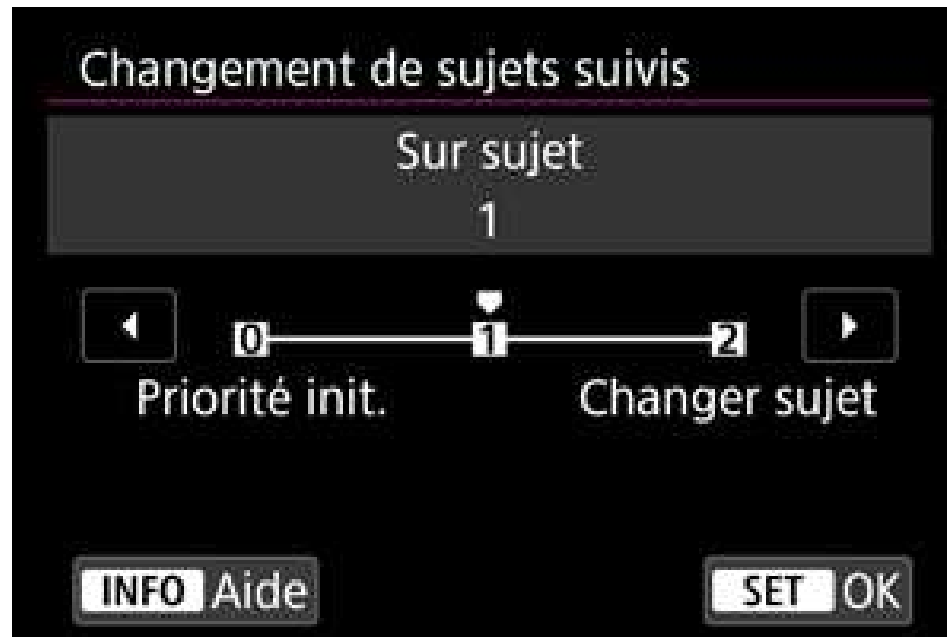 Changement de sujets suivis
Sur sujet
1
0 1 2
Priorité init. Changer sujet
INFO Aide SET OK